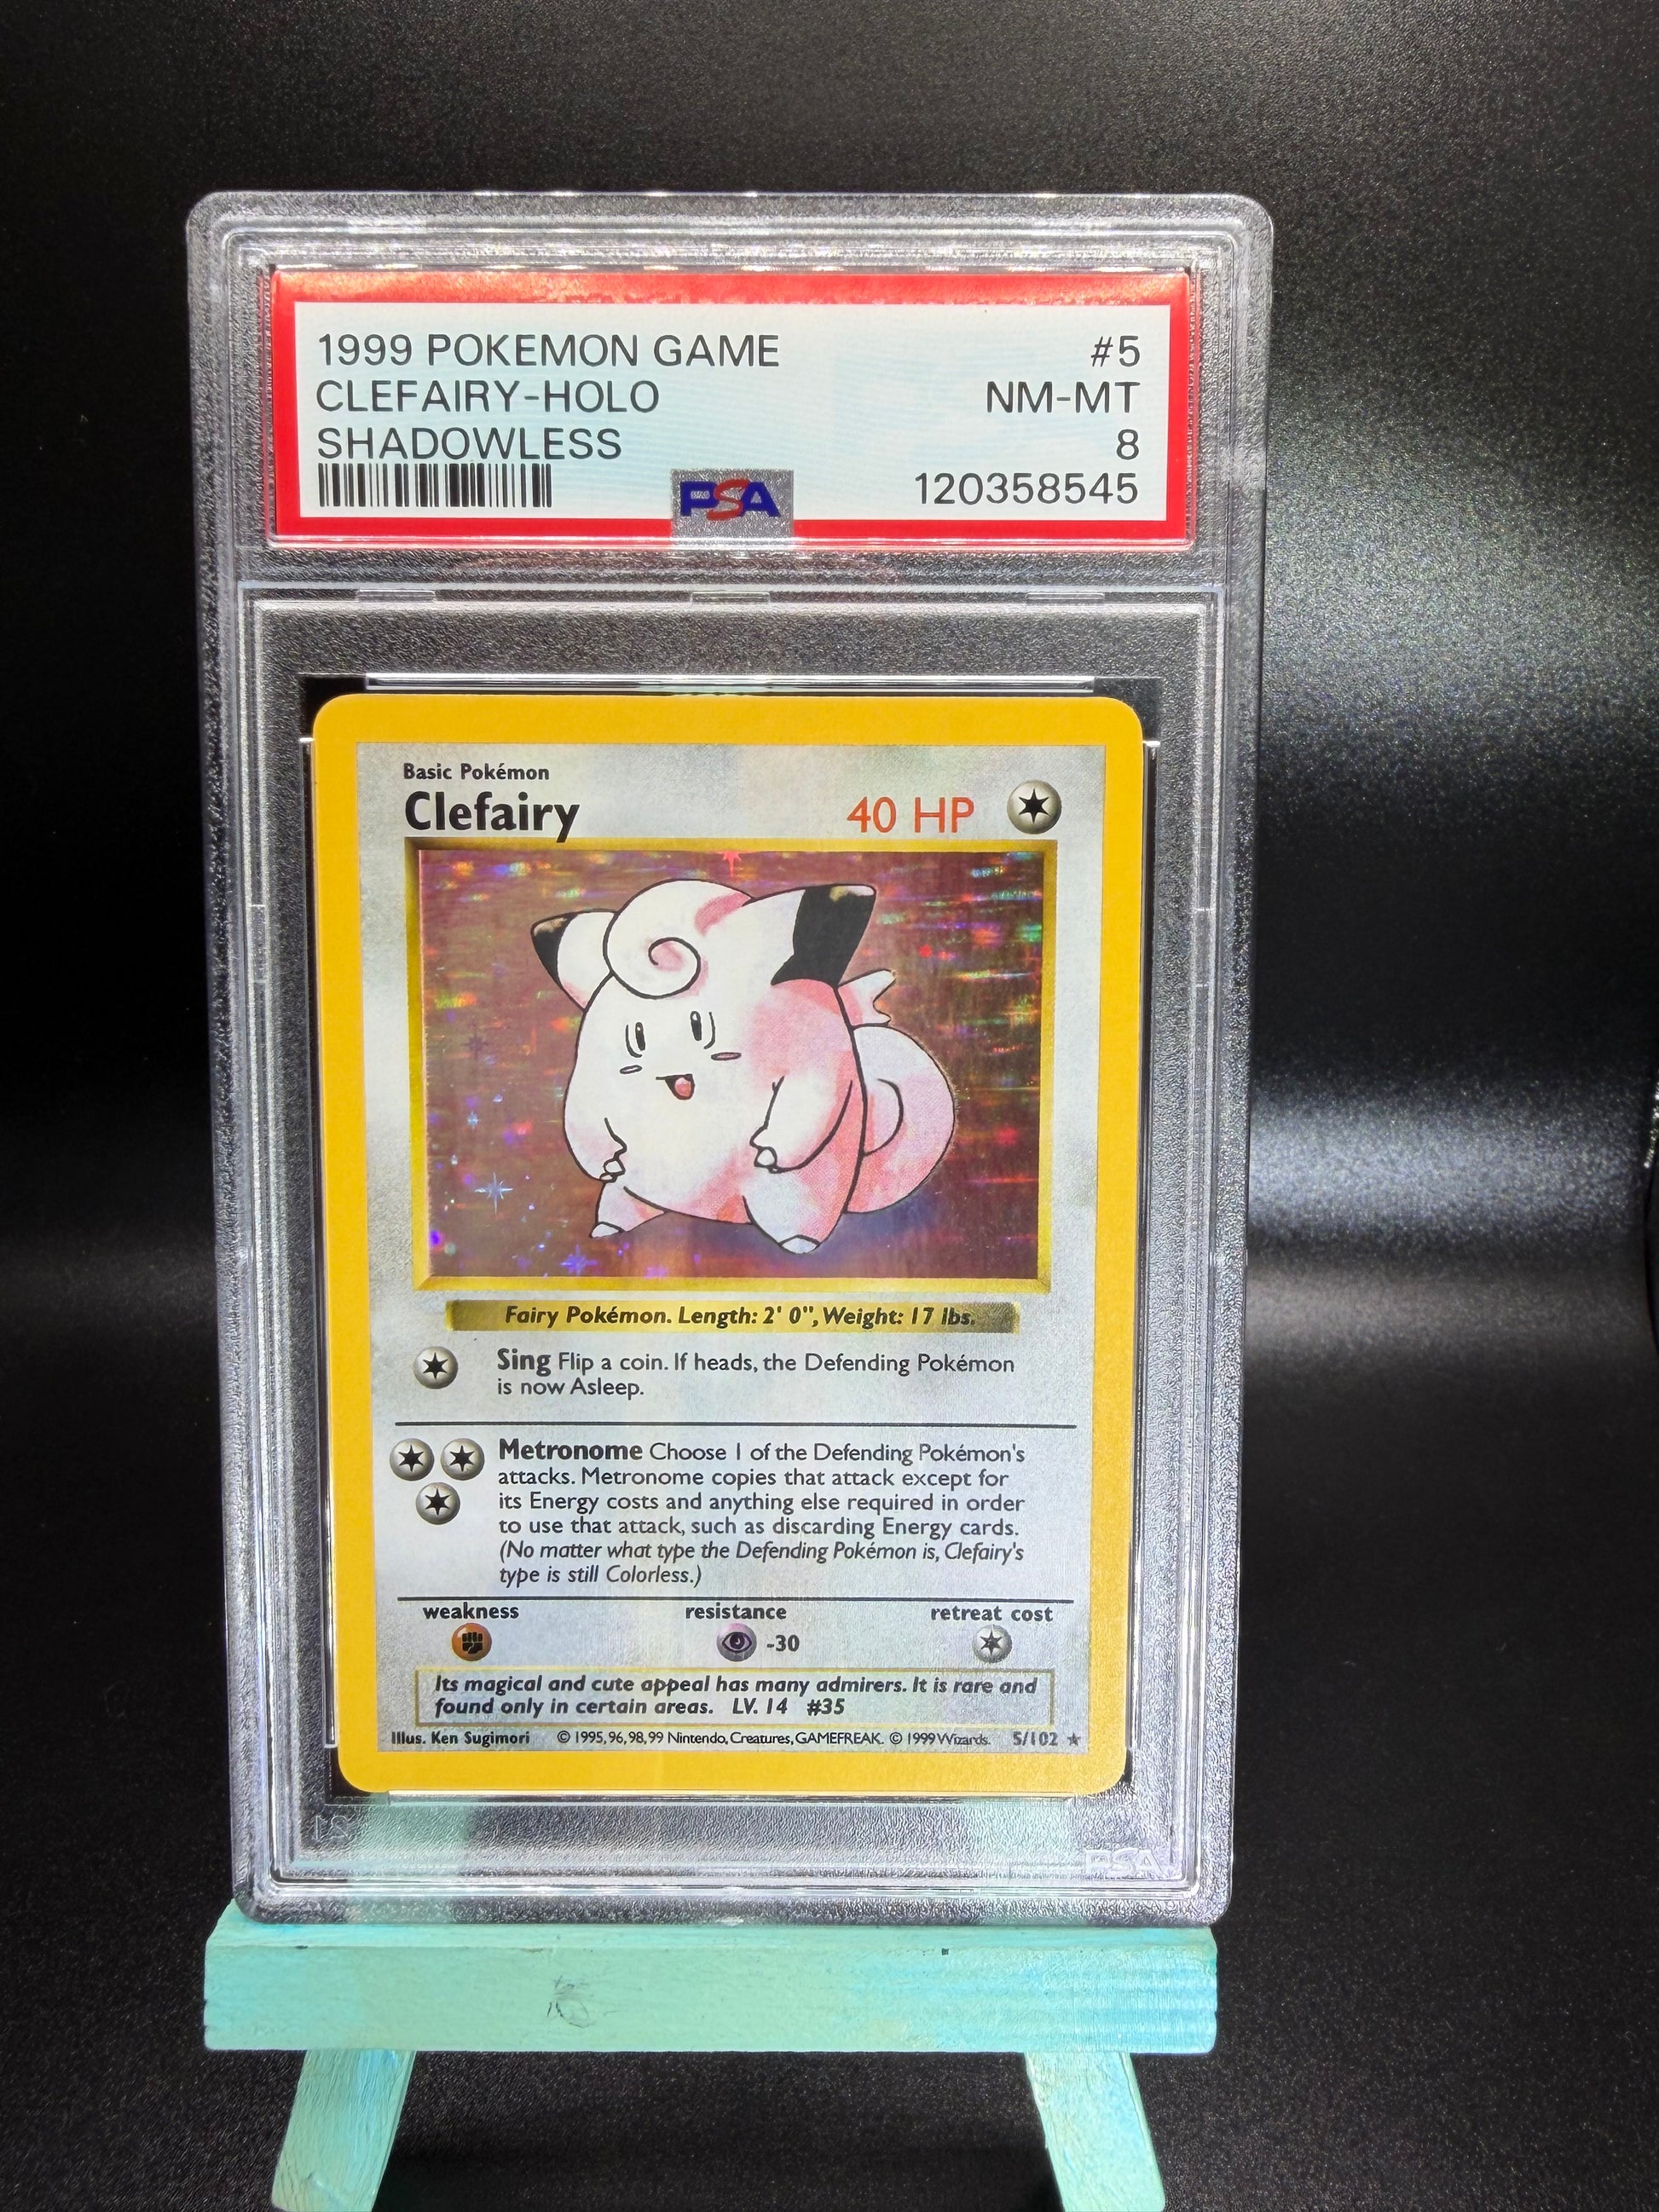 1999 POKEMON GAME #5
CLEFAIRY-HOLO NM-MT
SHADOWLESS 8
PSA 120358545
Basic Pokémon
Clefairy 40 HP
Fairy Pokémon. Length: 2' 0", Weight: 17 lbs.
Sing Flip a coin. If heads, the Defending Pokémon
is now Asleep.
Metronome Choose 1 of the Defending Pokémon's
attacks. Metronome copies that attack except for
its Energy costs and anything else required in order
to use that attack, such as discarding Energy cards.
(No matter what type the Defending Pokémon is, Clefairy's
type is still Colorless.)
weakness resistance retreat cost
-30
Its magical and cute appeal has many admirers. It is rare and
found only in certain areas. LV. 14 #35
Illus. Ken Sugimori © 1995, 96, 98, 99 Nintendo, Creatures, GAMEFREAK. © 1999 Wizards. 5/102 ★
PSA